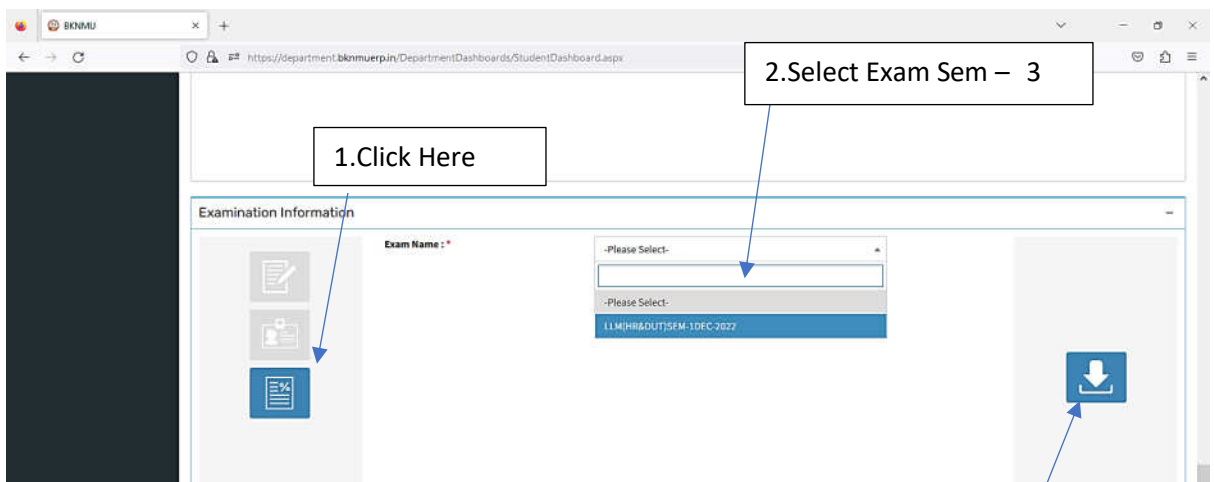 BKNMU
https://department.bknmuerp.in/DepartmentDashboards/StudentDashboard.aspx
2.Select Exam Sem – 3
1.Click Here
Examination Information
Exam Name : *
-Please Select-
-Please Select-
LLM(HR&DUT)SEM-1DEC-2022